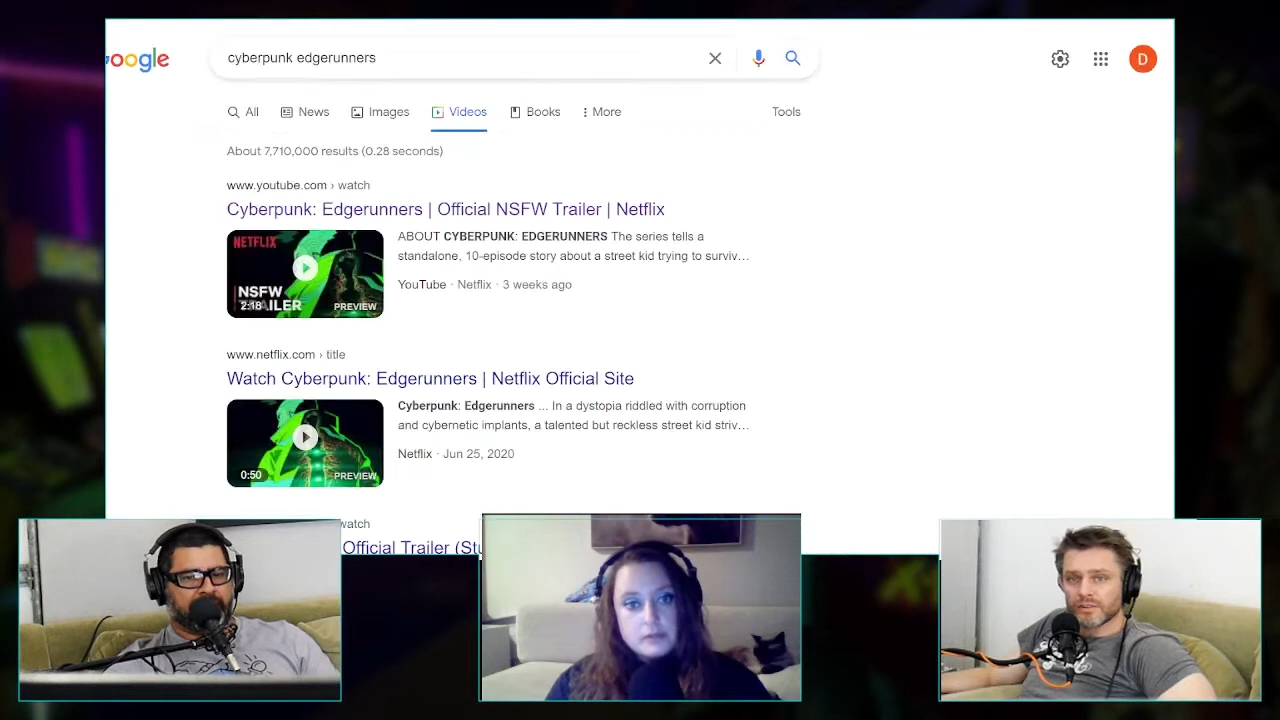 oogle
cyberpunk edgerunners
D
All
News
Images
Videos
Books
More
Tools
About 7,710,000 results (0.28 seconds)
www.youtube.com › watch
Cyberpunk: Edgerunners | Official NSFW Trailer | Netflix
NETFLIX
NSFW
TRAILER
2:18
PREVIEW
ABOUT CYBERPUNK: EDGERUNNERS The series tells a
standalone, 10-episode story about a street kid trying to surviv...
YouTube · Netflix · 3 weeks ago
www.netflix.com › title
Watch Cyberpunk: Edgerunners | Netflix Official Site
0:50
PREVIEW
Cyberpunk: Edgerunners ... In a dystopia riddled with corruption
and cybernetic implants, a talented but reckless street kid striv...
Netflix · Jun 25, 2020
watch
Official Trailer (Stu